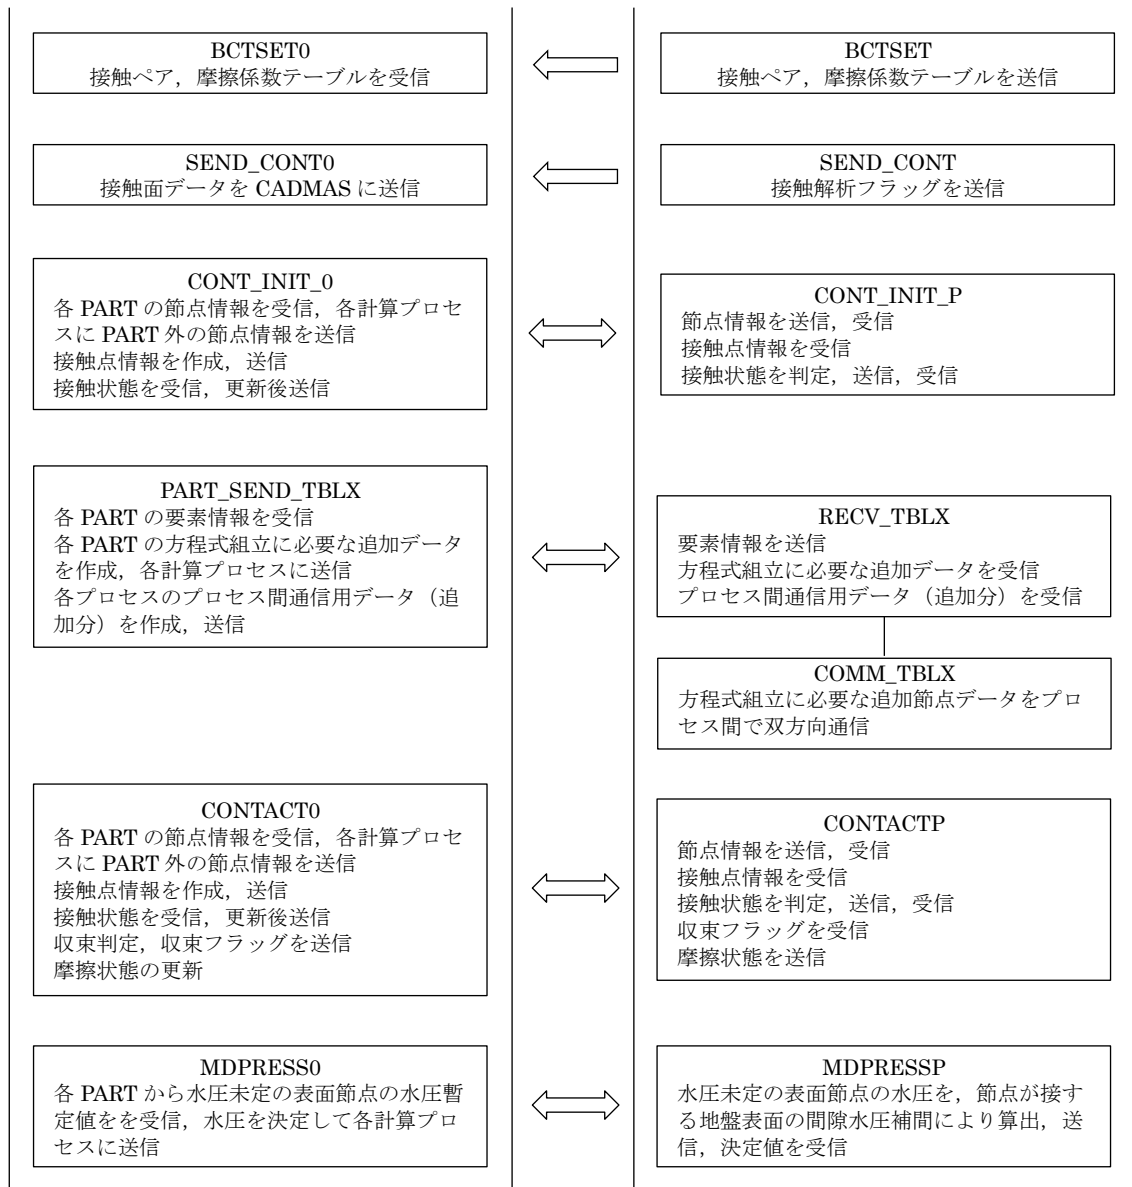 BCTSET0
接触ペア，摩擦係数テーブルを受信
BCTSET
接触ペア，摩擦係数テーブルを送信
SEND_CONT0
接触面データを CADMAS に送信
SEND_CONT
接触解析フラッグを送信
CONT_INIT_0
各 PART の節点情報を受信，各計算プロセ
スに PART 外の節点情報を送信
接触点情報を作成，送信
接触状態を受信，更新後送信
CONT_INIT_P
節点情報を送信，受信
接触点情報を受信
接触状態を判定，送信，受信
PART_SEND_TBLX
各 PART の要素情報を受信
各 PART の方程式組立に必要な追加データ
を作成，各計算プロセスに送信
各プロセスのプロセス間通信用データ（追
加分）を作成，送信
RECV_TBLX
要素情報を送信
方程式組立に必要な追加データを受信
プロセス間通信用データ（追加分）を受信
COMM_TBLX
方程式組立に必要な追加節点データをプロ
セス間で双方向通信
CONTACT0
各 PART の節点情報を受信，各計算プロセ
スに PART 外の節点情報を送信
接触点情報を作成，送信
接触状態を受信，更新後送信
収束判定，収束フラッグを送信
摩擦状態の更新
CONTACTP
節点情報を送信，受信
接触点情報を受信
接触状態を判定，送信，受信
収束フラッグを受信
摩擦状態を送信
MDPRESS0
各 PART から水圧未定の表面節点の水圧暫
定値をを受信，水圧を決定して各計算プロ
セスに送信
MDPRESSP
水圧未定の表面節点の水圧を，節点が接す
る地盤表面の間隙水圧補間により算出，送
信，決定値を受信